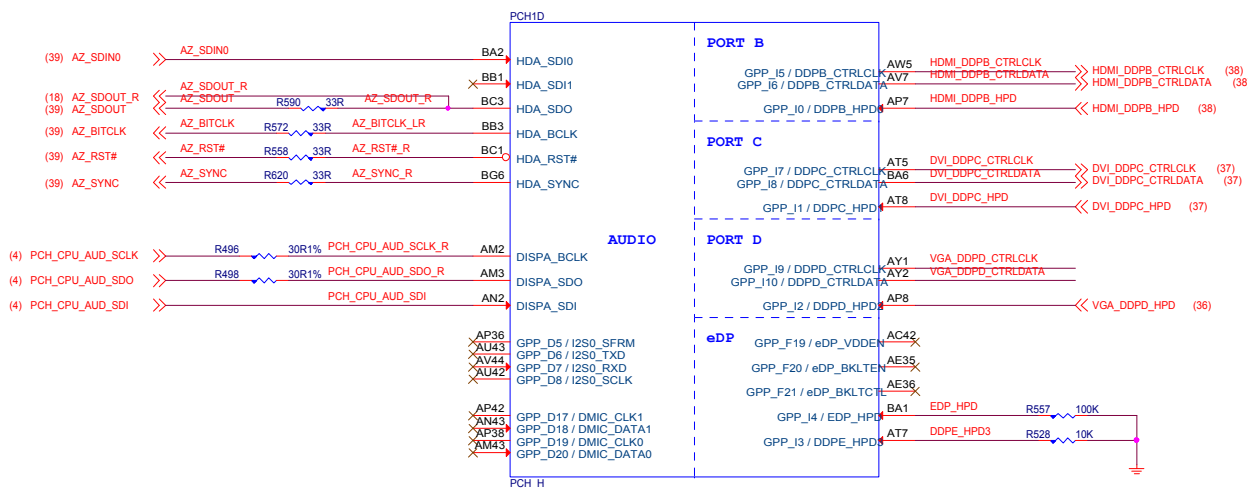 PCH1D
(39) AZ_SDIN0 AZ_SDIN0 BA2 HDA_SDI0
BB1 HDA_SDI1
AZ_SDOUT_R
(18) AZ_SDOUT_R
(39) AZ_SDOUT AZ_SDOUT R590 33R AZ_SDOUT_R BC3 HDA_SDO
(39) AZ_BITCLK AZ_BITCLK R572 33R AZ_BITCLK_LR BB3 HDA_BCLK
(39) AZ_RST# AZ_RST# R558 33R AZ_RST#_R BC1 HDA_RST#
(39) AZ_SYNC AZ_SYNC R620 33R AZ_SYNC_R BG6 HDA_SYNC
AUDIO
(4) PCH_CPU_AUD_SCLK R496 30R1% PCH_CPU_AUD_SCLK_R AM2 DISPA_BCLK
(4) PCH_CPU_AUD_SDO R498 30R1% PCH_CPU_AUD_SDO_R AM3 DISPA_SDO
(4) PCH_CPU_AUD_SDI PCH_CPU_AUD_SDI AN2 DISPA_SDI
AP36 GPP_D5 / I2S0_SFRM
AU43 GPP_D6 / I2S0_TXD
AV44 GPP_D7 / I2S0_RXD
AU42 GPP_D8 / I2S0_SCLK
AP42 GPP_D17 / DMIC_CLK1
AN43 GPP_D18 / DMIC_DATA1
AP38 GPP_D19 / DMIC_CLK0
AM43 GPP_D20 / DMIC_DATA0
PORT B
GPP_I5 / DDPB_CTRLCLK AW5 HDMI_DDPB_CTRLCLK HDMI_DDPB_CTRLCLK (38)
GPP_I6 / DDPB_CTRLDATA AV7 HDMI_DDPB_CTRLDATA HDMI_DDPB_CTRLDATA (38
GPP_I0 / DDPB_HPD0 AP7 HDMI_DDPB_HPD HDMI_DDPB_HPD (38)
PORT C
GPP_I7 / DDPC_CTRLCLK AT5 DVI_DDPC_CTRLCLK DVI_DDPC_CTRLCLK (37)
GPP_I8 / DDPC_CTRLDATA BA6 DVI_DDPC_CTRLDATA DVI_DDPC_CTRLDATA (37)
GPP_I1 / DDPC_HPD1 AT8 DVI_DDPC_HPD DVI_DDPC_HPD (37)
PORT D
GPP_I9 / DDPD_CTRLCLK AY1 VGA_DDPD_CTRLCLK
GPP_I10 / DDPD_CTRLDATA AY2 VGA_DDPD_CTRLDATA
GPP_I2 / DDPD_HPD2 AP8 VGA_DDPD_HPD (36)
eDP
GPP_F19 / eDP_VDDEN AC42
GPP_F20 / eDP_BKLTEN AE35
GPP_F21 / eDP_BKLTCTL AE36
GPP_I4 / EDP_HPD BA1 EDP_HPD R557 100K
GPP_I3 / DDPE_HPD3 AT7 DDPE_HPD3 R528 10K
PCH_H